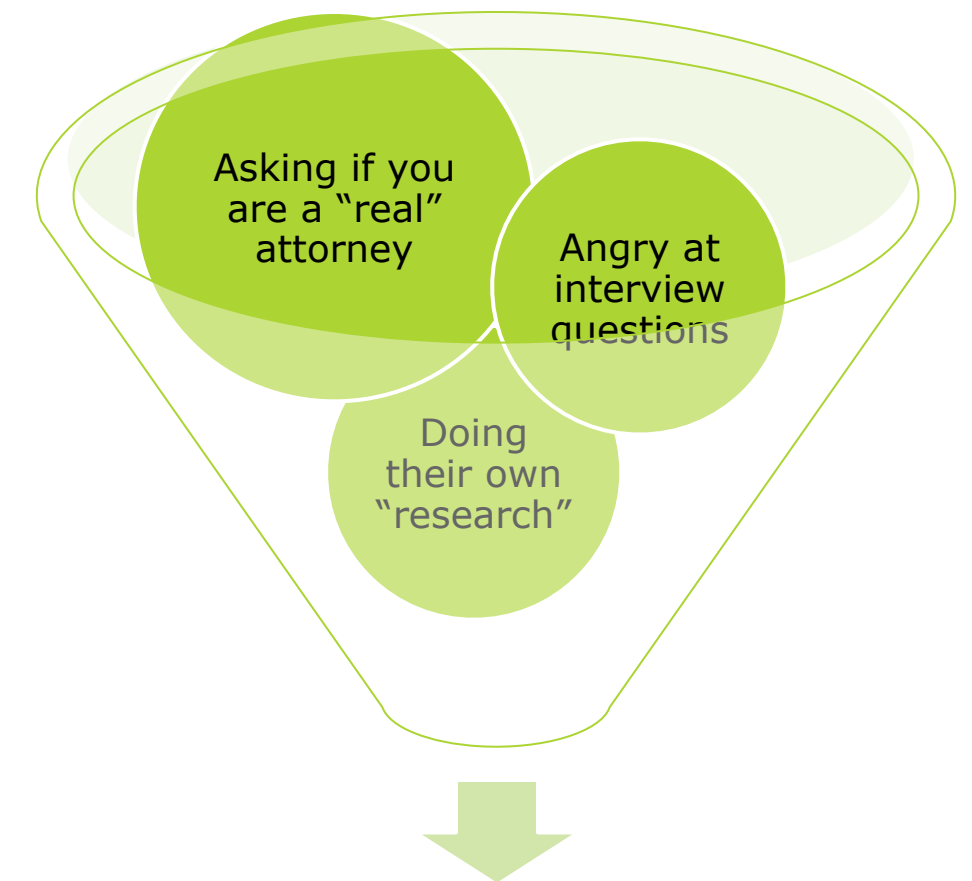 Asking if you
are a “real”
attorney
Angry at
interview
questions
Doing
their own
“research”